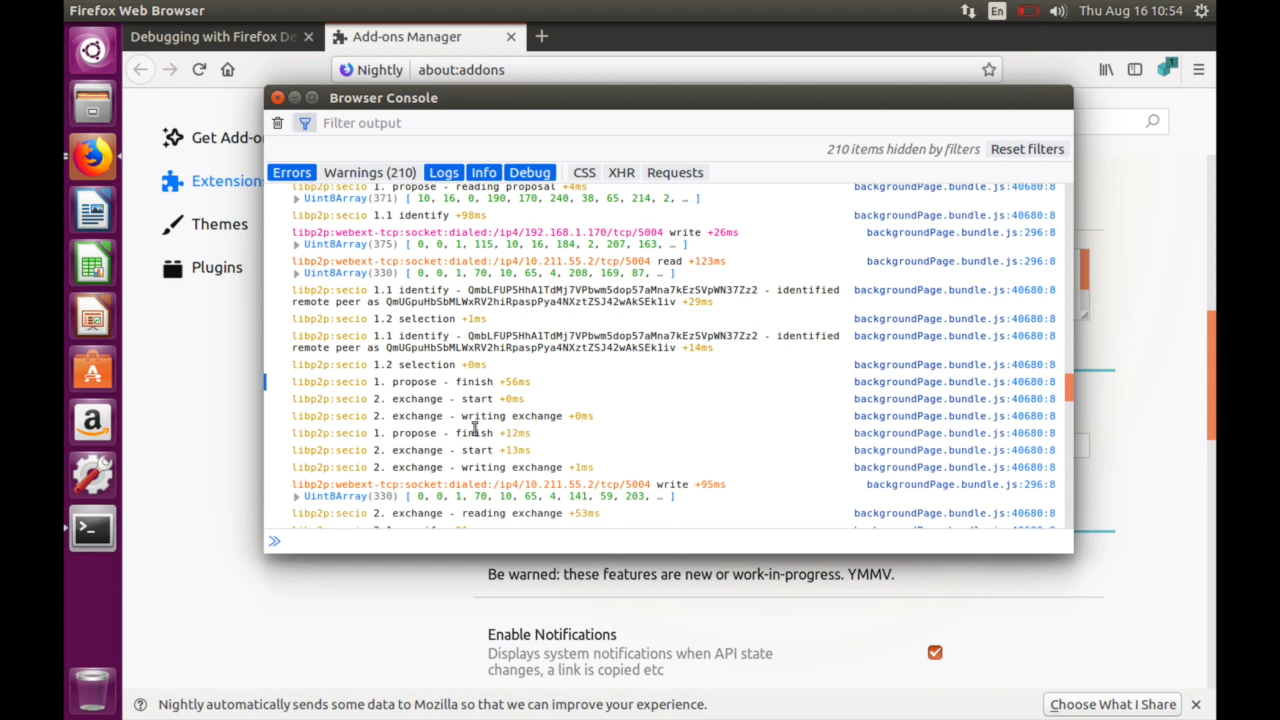 Firefox Web Browser
En
Thu Aug 16 10:54
Debugging with Firefox De
Add-ons Manager
Nightly
about:addons
1
Get Add-o
Extension
Themes
Plugins
Browser Console
Filter output
210 items hidden by filters
Reset filters
Errors Warnings (210) Logs Info Debug CSS XHR Requests
libp2p:secio 1. propose - reading proposal +4ms backgroundPage.bundle.js:40680:8
Uint8Array(371) [ 10, 16, 0, 190, 170, 240, 38, 65, 214, 2, … ]
libp2p:secio 1.1 identify +98ms backgroundPage.bundle.js:40680:8
libp2p:webext-tcp:socket:dialed:/ip4/192.168.1.170/tcp/5004 write +26ms backgroundPage.bundle.js:296:8
Uint8Array(375) [ 0, 0, 1, 115, 10, 16, 184, 2, 207, 163, … ]
libp2p:webext-tcp:socket:dialed:/ip4/10.211.55.2/tcp/5004 read +123ms backgroundPage.bundle.js:296:8
Uint8Array(330) [ 0, 0, 1, 70, 10, 65, 4, 208, 169, 87, … ]
libp2p:secio 1.1 identify - QmbLFUP5HhA1TdMj7VPbwm5dop57aMna7kEzSVpWN37Zz2 - identified backgroundPage.bundle.js:40680:8
remote peer as QmUGpuHbSbMLWxRV2hiRpaspPya4NXztZSJ42wAkSEk1iv +29ms
libp2p:secio 1.2 selection +1ms backgroundPage.bundle.js:40680:8
libp2p:secio 1.1 identify - QmbLFUP5HhA1TdMj7VPbwm5dop57aMna7kEzSVpWN37Zz2 - identified backgroundPage.bundle.js:40680:8
remote peer as QmUGpuHbSbMLWxRV2hiRpaspPya4NXztZSJ42wAkSEk1iv +14ms
libp2p:secio 1.2 selection +0ms backgroundPage.bundle.js:40680:8
libp2p:secio 1. propose - finish +56ms backgroundPage.bundle.js:40680:8
libp2p:secio 2. exchange - start +0ms backgroundPage.bundle.js:40680:8
libp2p:secio 2. exchange - writing exchange +0ms backgroundPage.bundle.js:40680:8
libp2p:secio 1. propose - finish +12ms backgroundPage.bundle.js:40680:8
libp2p:secio 2. exchange - start +13ms backgroundPage.bundle.js:40680:8
libp2p:secio 2. exchange - writing exchange +1ms backgroundPage.bundle.js:40680:8
libp2p:webext-tcp:socket:dialed:/ip4/10.211.55.2/tcp/5004 write +95ms backgroundPage.bundle.js:296:8
Uint8Array(330) [ 0, 0, 1, 70, 10, 65, 4, 141, 59, 203, … ]
libp2p:secio 2. exchange - reading exchange +53ms backgroundPage.bundle.js:40680:8
Be warned: these features are new or work-in-progress. YMMV.
Enable Notifications
Displays system notifications when API state
changes, a link is copied etc
Nightly automatically sends some data to Mozilla so that we can improve your experience.
Choose What I Share